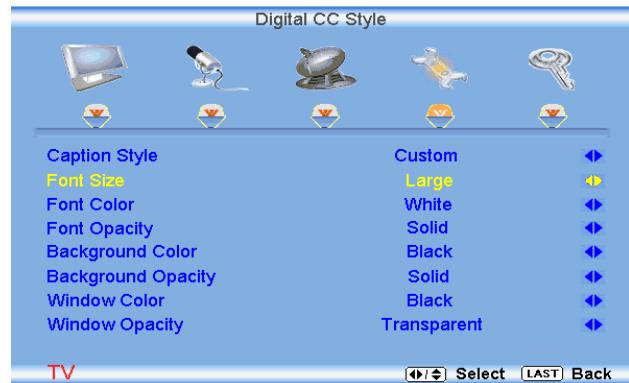 Digital CC Style
Caption Style Custom
Font Size Large
Font Color White
Font Opacity Solid
Background Color Black
Background Opacity Solid
Window Color Black
Window Opacity Transparent
TV Select LAST Back